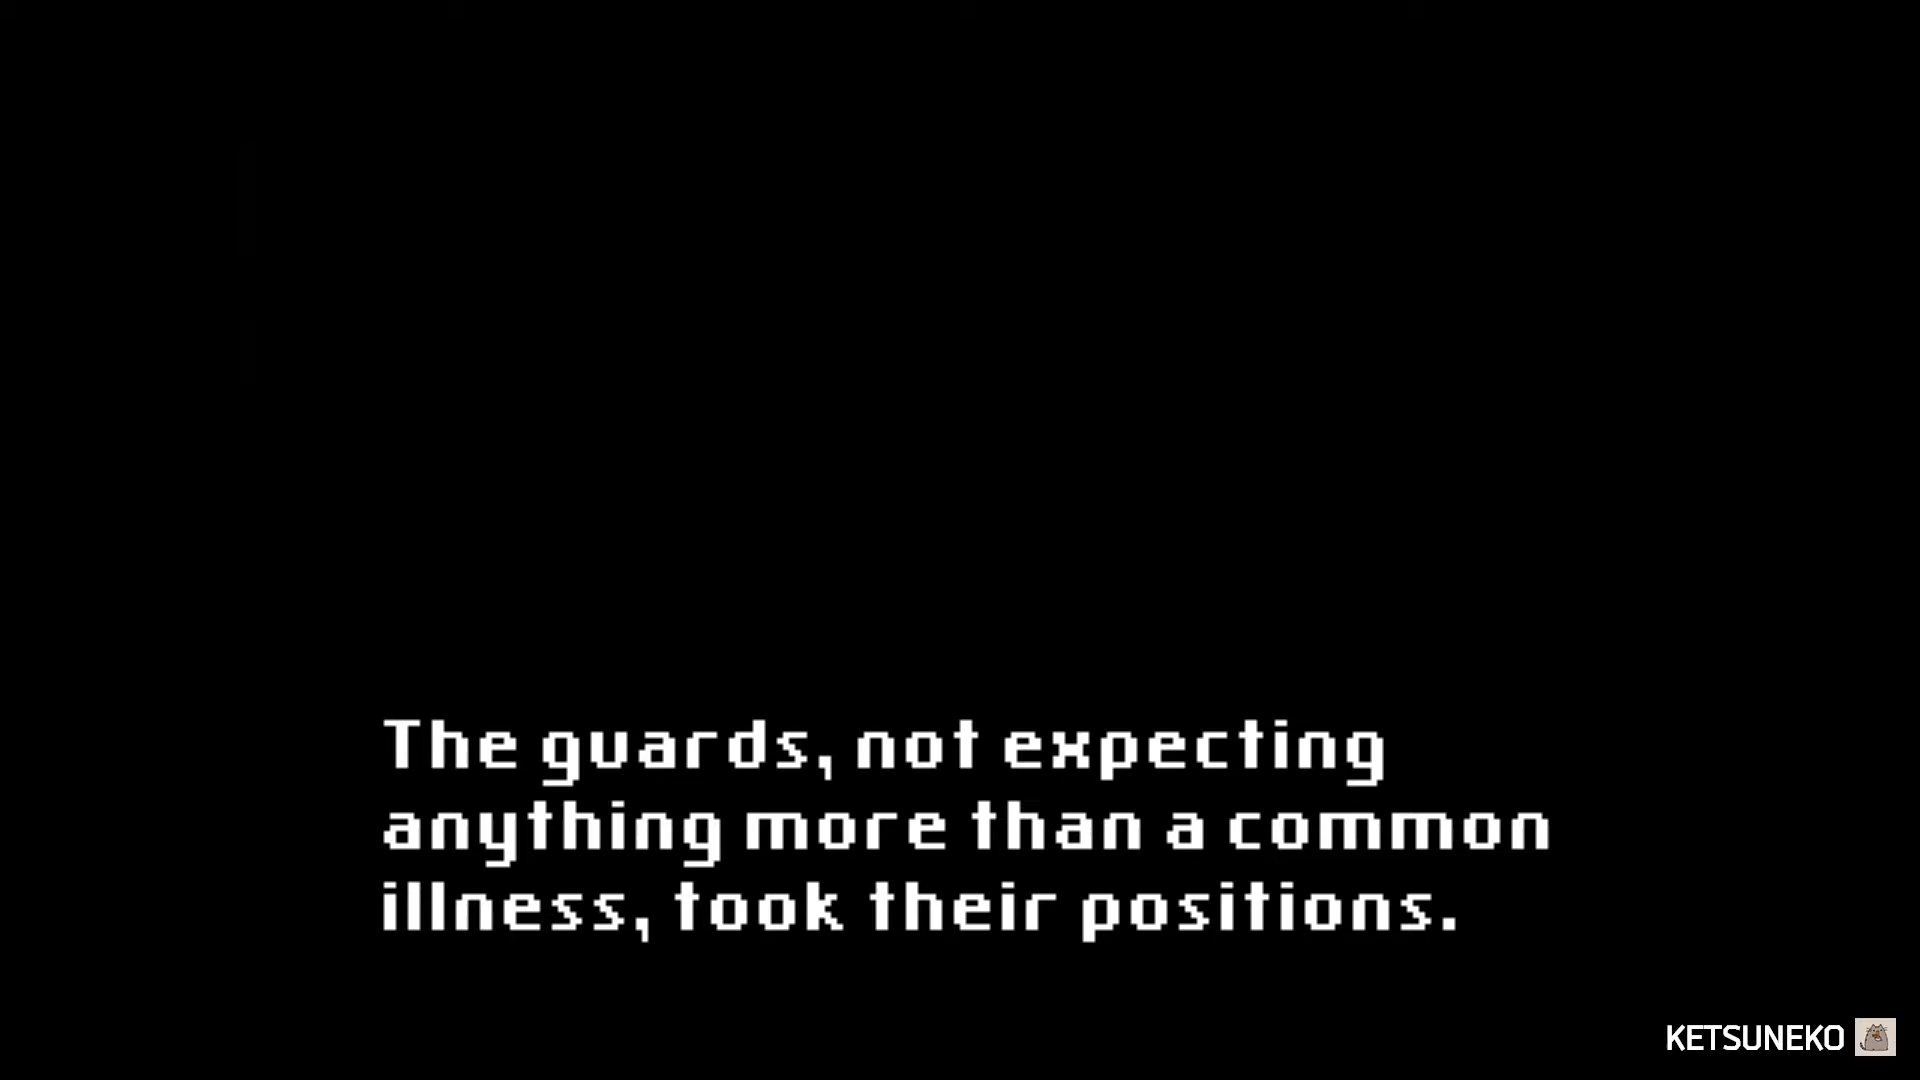 The guards, not expecting
anything more than a common
illness, took their positions.
KETSUNEKO